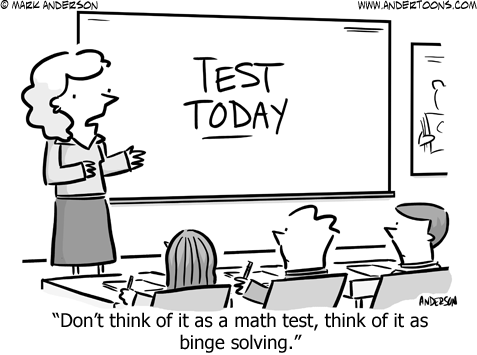 © MARK ANDERSON
WWW.ANDERTOONS.COM
TEST
TODAY
ANDERSON
“Don’t think of it as a math test, think of it as
binge solving.”